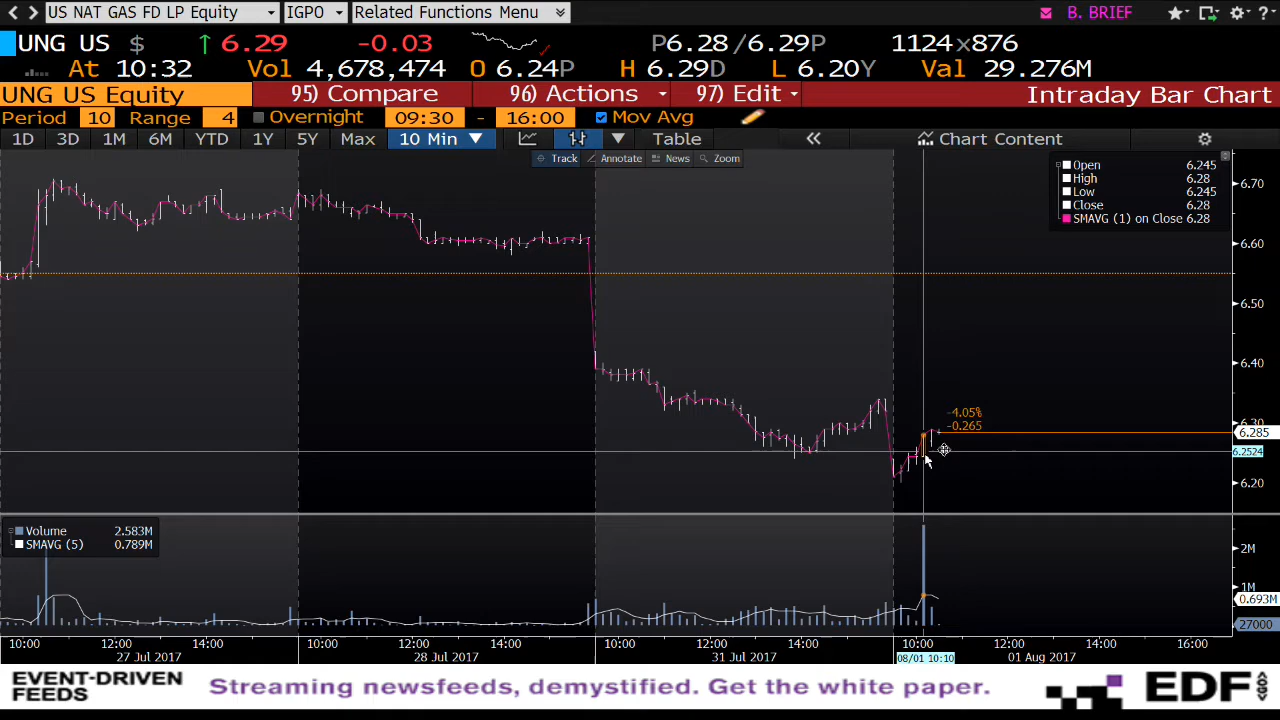 US NAT GAS FD LP Equity IGPO Related Functions Menu B. BRIEF ?
UNG US $ ↑ 6.29 -0.03 P6.28 /6.29P 1124 x 876
At 10:32 Vol 4,678,474 O 6.24P H 6.29D L 6.20Y Val 29.276M
UNG US Equity 95) Compare 96) Actions 97) Edit Intraday Bar Chart
Period 10 Range 4 Overnight 09:30 - 16:00 Mov Avg
1D 3D 1M 6M YTD 1Y 5Y Max 10 Min Table « Chart Content
Track Annotate News Zoom
Open 6.245
High 6.28
Low 6.245
Close 6.28
SMAVG (1) on Close 6.28
6.70
6.60
6.50
6.40
6.30
6.285
6.2524
6.20
-4.05%
-0.265
Volume 2.583M
SMAVG (5) 0.789M
2M
1M
0.693M
27000
10:00 12:00 14:00 10:00 12:00 14:00 10:00 12:00 14:00 10:00 12:00 14:00 16:00
27 Jul 2017 28 Jul 2017 31 Jul 2017 08/01 10:10 01 Aug 2017
EVENT-DRIVEN
FEEDS
Streaming newsfeeds, demystified. Get the white paper.
EDF